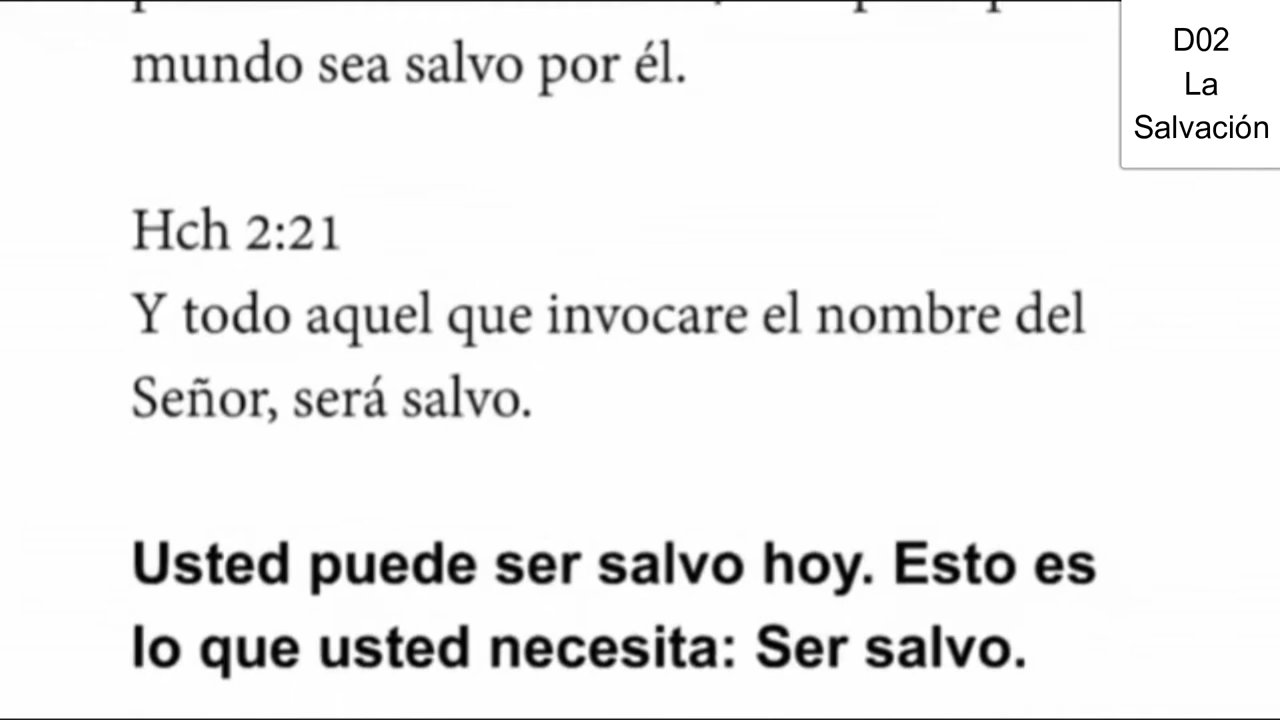 mundo sea salvo por él.
Hch 2:21
Y todo aquel que invocare el nombre del
Señor, será salvo.
Usted puede ser salvo hoy. Esto es
lo que usted necesita: Ser salvo.
D02
La
Salvación